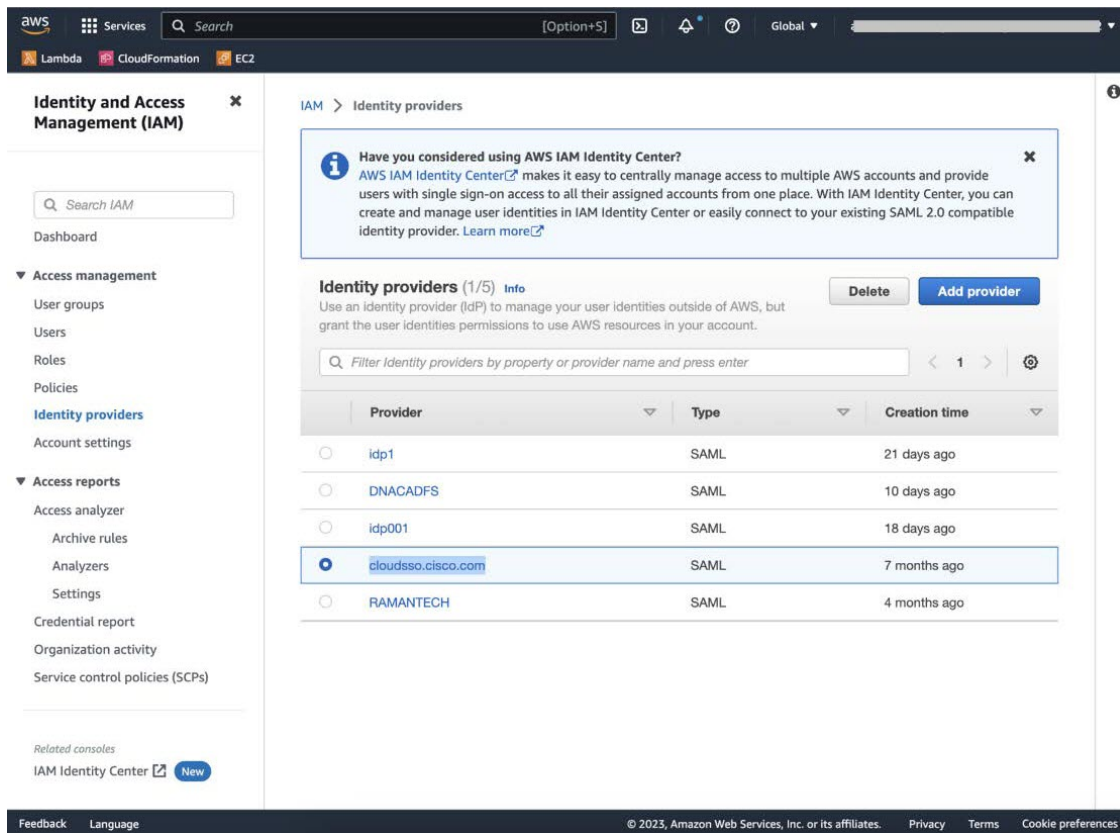 aws
Services
Search
[Option+S]
Global
Lambda
CloudFormation
EC2
Identity and Access
Management (IAM)
Search IAM
Dashboard
Access management
User groups
Users
Roles
Policies
Identity providers
Account settings
Access reports
Access analyzer
Archive rules
Analyzers
Settings
Credential report
Organization activity
Service control policies (SCPs)
Related consoles
IAM Identity Center New
IAM > Identity providers
Have you considered using AWS IAM Identity Center?
AWS IAM Identity Center makes it easy to centrally manage access to multiple AWS accounts and provide
users with single sign-on access to all their assigned accounts from one place. With IAM Identity Center, you can
create and manage user identities in IAM Identity Center or easily connect to your existing SAML 2.0 compatible
identity provider. Learn more
Identity providers (1/5) Info
Use an identity provider (IdP) to manage your user identities outside of AWS, but
grant the user identities permissions to use AWS resources in your account.
Delete
Add provider
Filter Identity providers by property or provider name and press enter
1
Provider Type Creation time
idp1 SAML 21 days ago
DNACADFS SAML 10 days ago
idp001 SAML 18 days ago
cloudsso.cisco.com SAML 7 months ago
RAMANTECH SAML 4 months ago
Feedback Language © 2023, Amazon Web Services, Inc. or its affiliates. Privacy Terms Cookie preferences